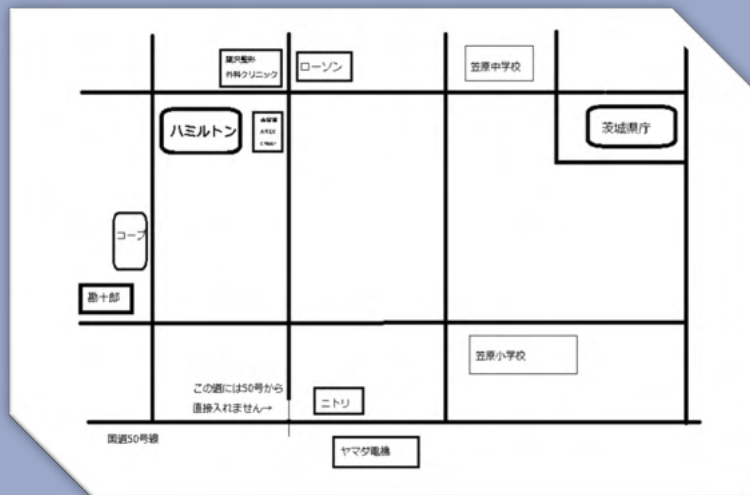 外科クリニック
ローソン
笠原中学校
ハミルトン
茨城県庁
コープ
勘十郎
笠原小学校
この道には50号から
直接入れません→
ニトリ
国道50号線
ヤマダ電機